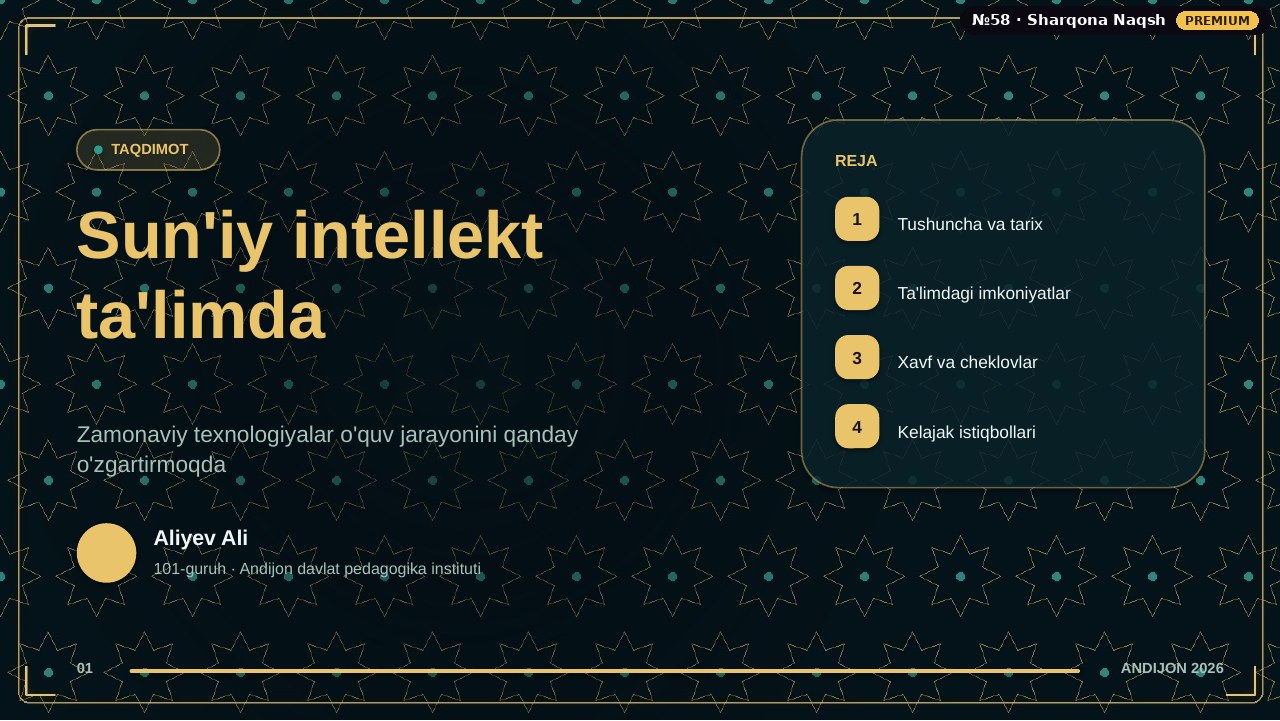 №58 · Sharqona Naqsh PREMIUM
TAQDIMOT
Sun'iy intellekt
ta'limda
Zamonaviy texnologiyalar o'quv jarayonini qanday
o'zgartirmoqda
Aliyev Ali
101-guruh · Andijon davlat pedagogika instituti
REJA
1 Tushuncha va tarix
2 Ta'limdagi imkoniyatlar
3 Xavf va cheklovlar
4 Kelajak istiqbollari
01
ANDIJON 2026